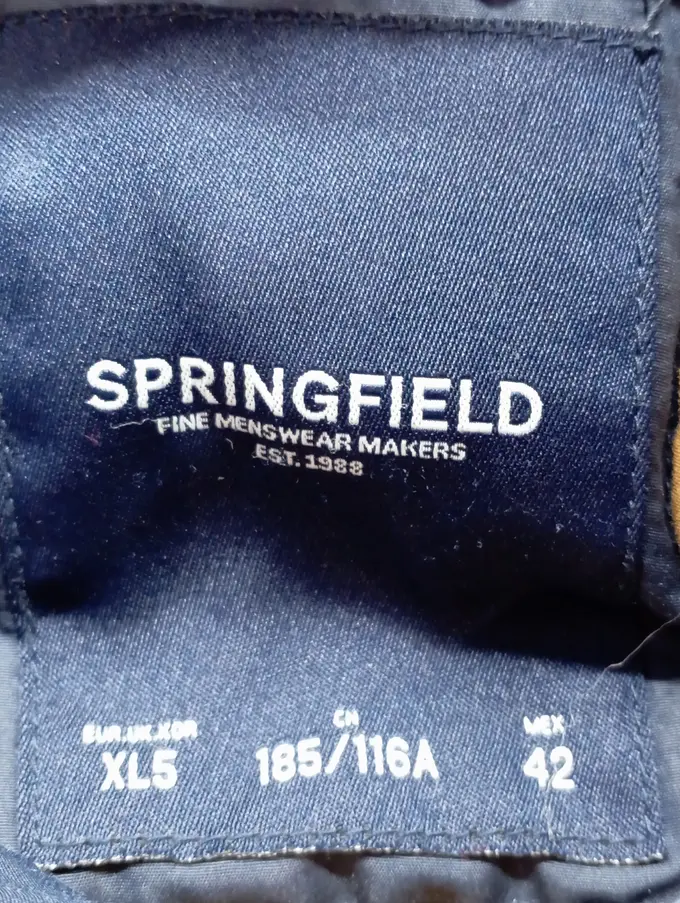 SPRINGFIELD
FINE MENSWEAR MAKERS
EST. 1988
EUR.UK.KOR CN MEX
XL5 185/116A 42